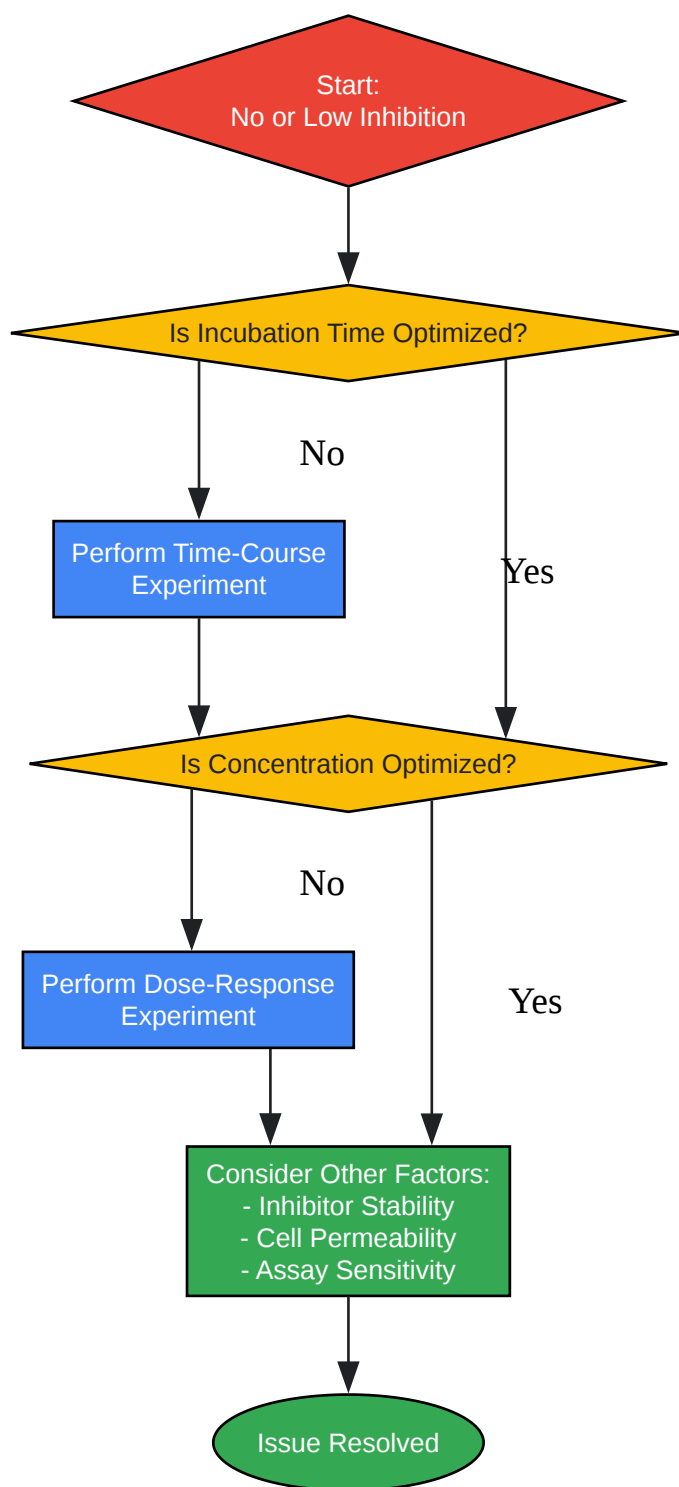 Start:
No or Low Inhibition
Is Incubation Time Optimized?
No
Perform Time-Course
Experiment
Yes
Is Concentration Optimized?
No
Perform Dose-Response
Experiment
Yes
Consider Other Factors:
- Inhibitor Stability
- Cell Permeability
- Assay Sensitivity
Issue Resolved